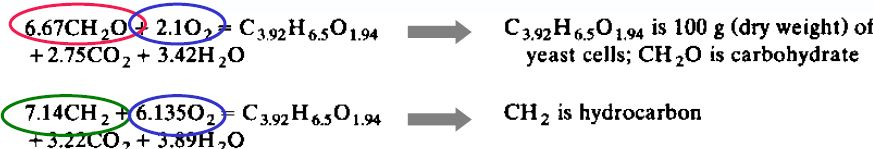 6.67CH₂O + 2.1O₂ = C₃.₉₂H₆.₅O₁.₉₄ C₃.₉₂H₆.₅O₁.₉₄ is 100 g (dry weight) of
+ 2.75CO₂ + 3.42H₂O yeast cells; CH₂O is carbohydrate
7.14CH₂ + 6.135O₂ = C₃.₉₂H₆.₅O₁.₉₄ CH₂ is hydrocarbon
+ 3.22CO₂ + 3.89H₂O